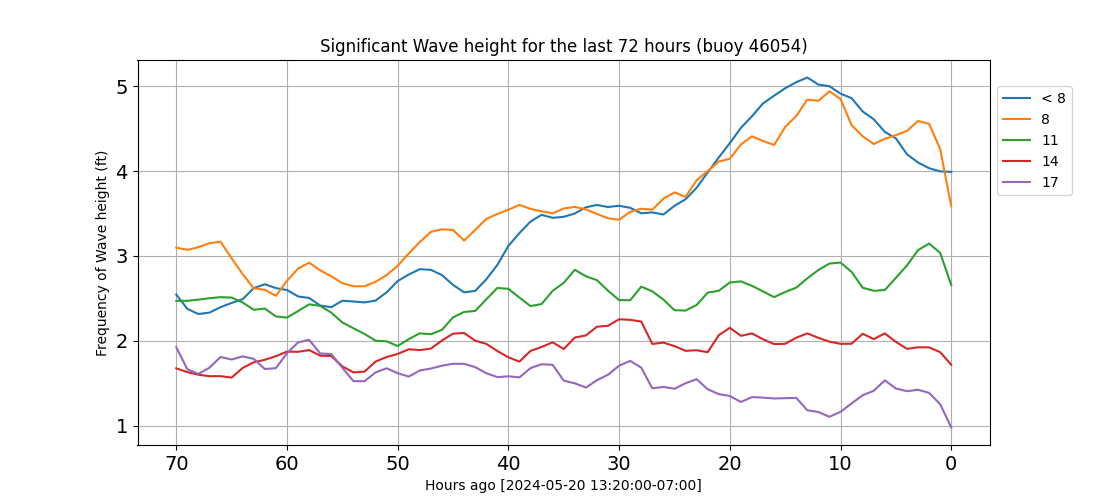 Significant Wave height for the last 72 hours (buoy 46054)
Frequency of Wave height (ft)
5
4
3
2
1
70 60 50 40 30 20 10 0
Hours ago [2024-05-20 13:20:00-07:00]
< 8
8
11
14
17